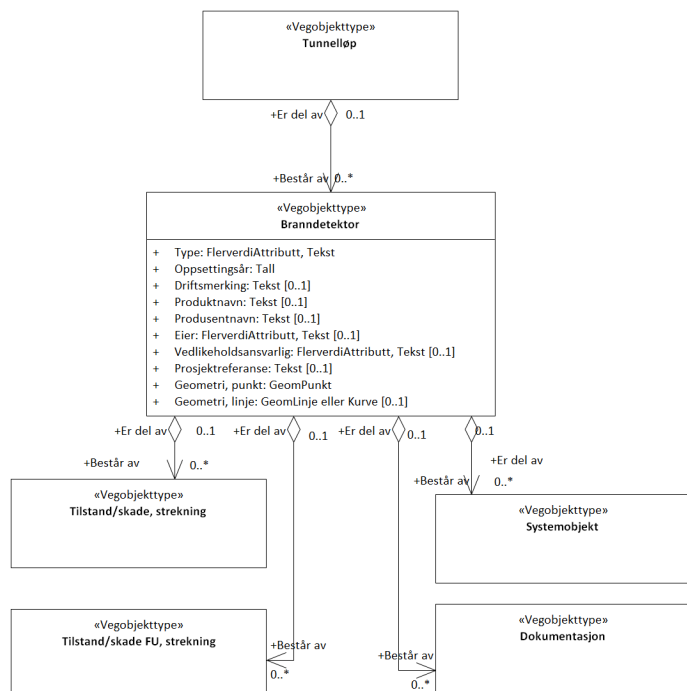 «Vegobjekttype»
Tunnelløp
+Er del av 0..1
+Består av 0..*
«Vegobjekttype»
Branndetektor
+ Type: FlerverdiAttributt, Tekst
+ Oppsettingsår: Tall
+ Driftsmerking: Tekst [0..1]
+ Produktnavn: Tekst [0..1]
+ Produsentnavn: Tekst [0..1]
+ Eier: FlerverdiAttributt, Tekst [0..1]
+ Vedlikeholdsansvarlig: FlerverdiAttributt, Tekst [0..1]
+ Prosjektreferanse: Tekst [0..1]
+ Geometri, punkt: GeomPunkt
+ Geometri, linje: GeomLinje eller Kurve [0..1]
+Er del av 0..1 +Er del av 0..1 +Er del av 0..1 0..1
+Består av 0..*
+Er del av
+Består av 0..*
«Vegobjekttype»
Tilstand/skade, strekning
«Vegobjekttype»
Systemobjekt
«Vegobjekttype»
Tilstand/skade FU, strekning
+Består av
0..*
«Vegobjekttype»
Dokumentasjon
+Består av
0..*